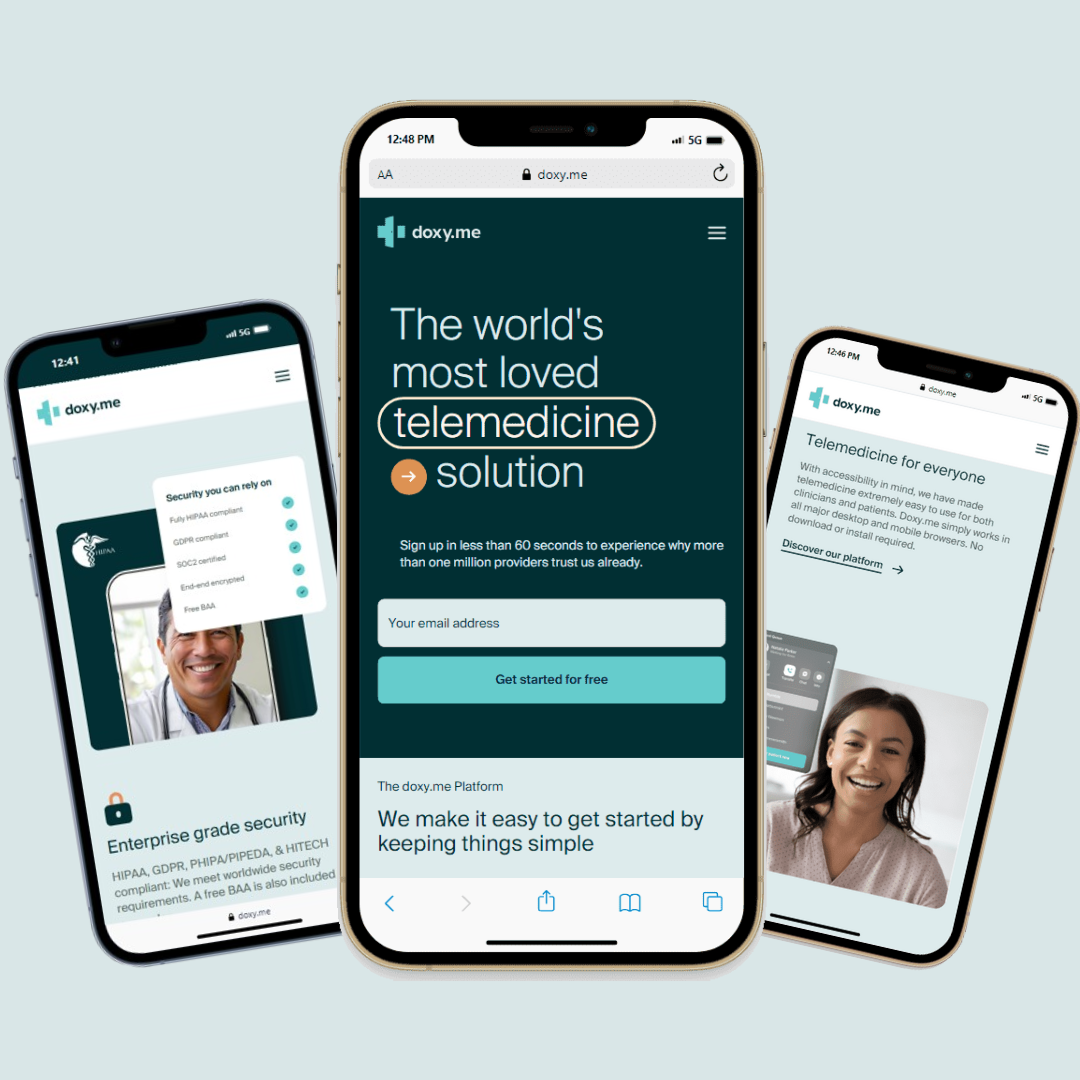 12:41
5G
doxy.me
Security you can rely on
Fully HIPAA compliant
GDPR compliant
SOC2 certified
End-end encrypted
Free BAA
HIPAA
Enterprise grade security
HIPAA, GDPR, PHIPA/PIPEDA, & HITECH
compliant: We meet worldwide security
requirements. A free BAA is also included
doxy.me
12:48 PM
5G
AA
doxy.me
doxy.me
The world's
most loved
telemedicine
solution
Sign up in less than 60 seconds to experience why more
than one million providers trust us already.
Your email address
Get started for free
The doxy.me Platform
We make it easy to get started by
keeping things simple
12:46 PM
doxy.me
5G
doxy.me
Telemedicine for everyone
With accessibility in mind, we have made
telemedicine extremely easy to use for both
clinicians and patients. Doxy.me simply works in
all major desktop and mobile browsers. No
download or install required.
Discover our platform